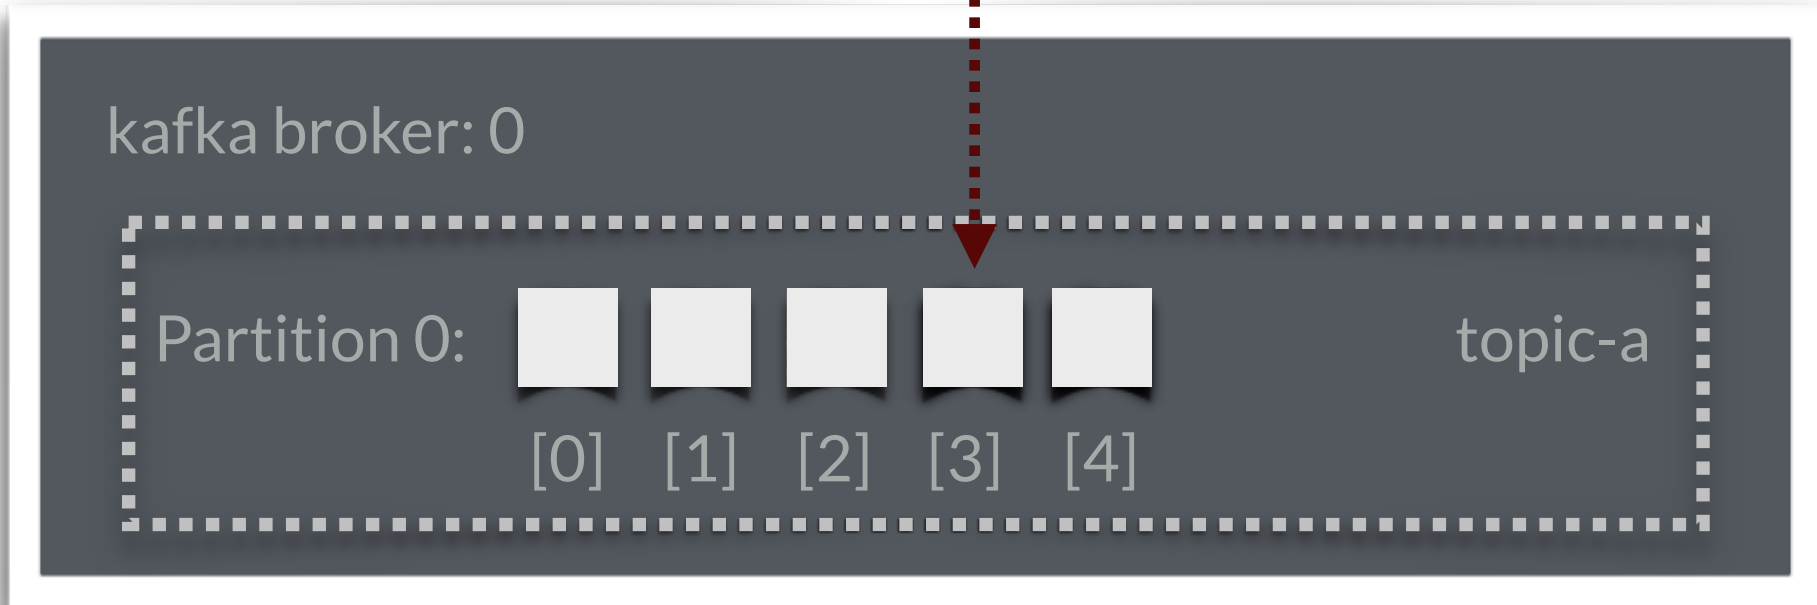 kafka broker: 0
Partition 0:
topic-a
[0] [1] [2] [3] [4]